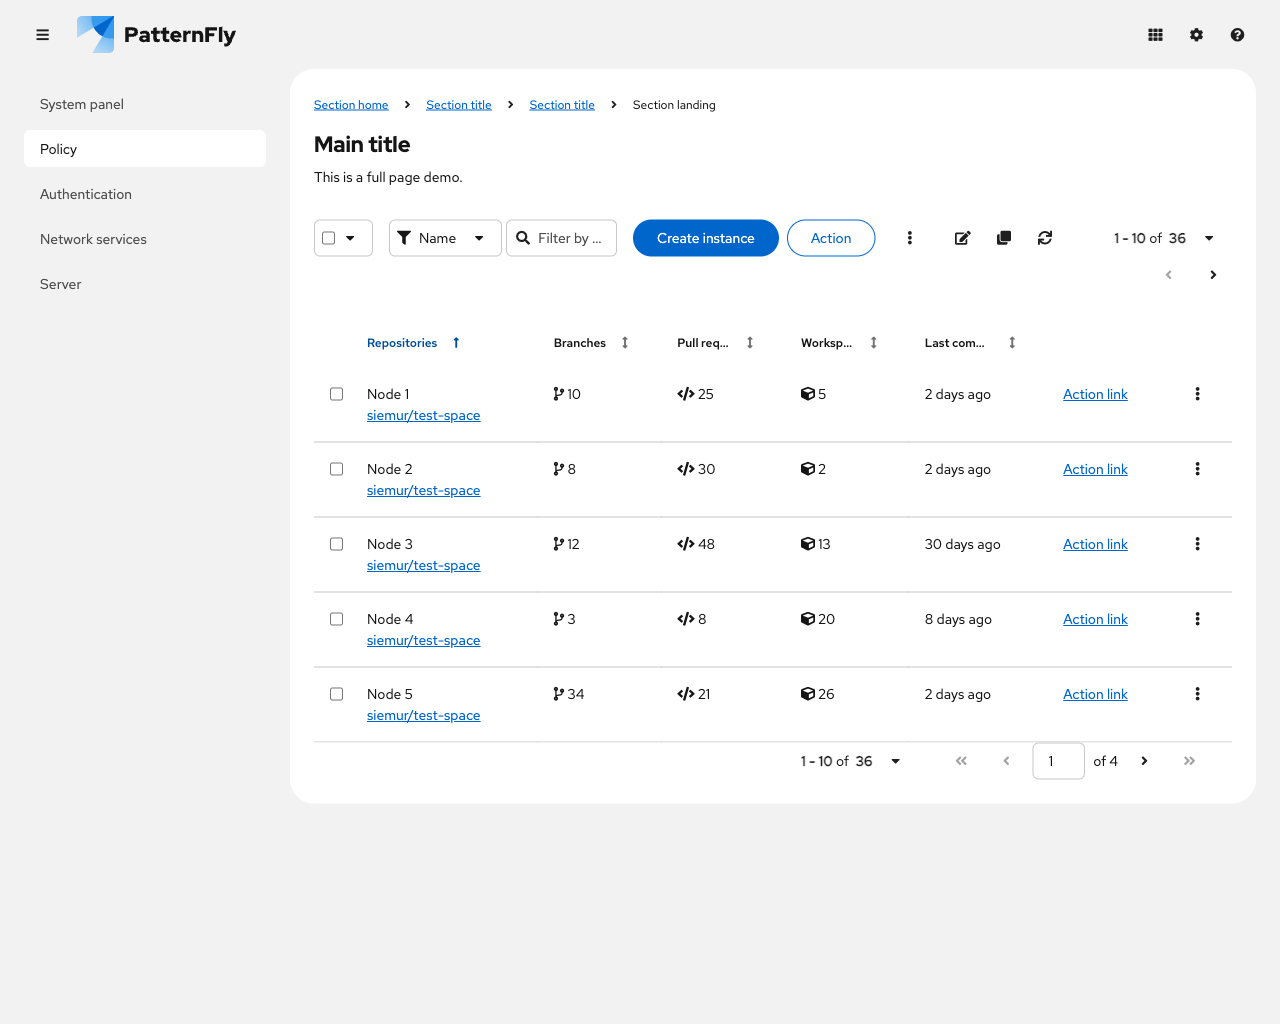 PatternFly
System panel
Policy
Authentication
Network services
Server
Section home Section title Section title Section landing
Main title
This is a full page demo.
Name Filter by ... Create instance Action 1 - 10 of 36
Repositories Branches Pull req... Worksp... Last com...
Node 1 10 25 5 2 days ago Action link
siemur/test-space
Node 2 8 30 2 2 days ago Action link
siemur/test-space
Node 3 12 48 13 30 days ago Action link
siemur/test-space
Node 4 3 8 20 8 days ago Action link
siemur/test-space
Node 5 34 21 26 2 days ago Action link
siemur/test-space
1 - 10 of 36 1 of 4